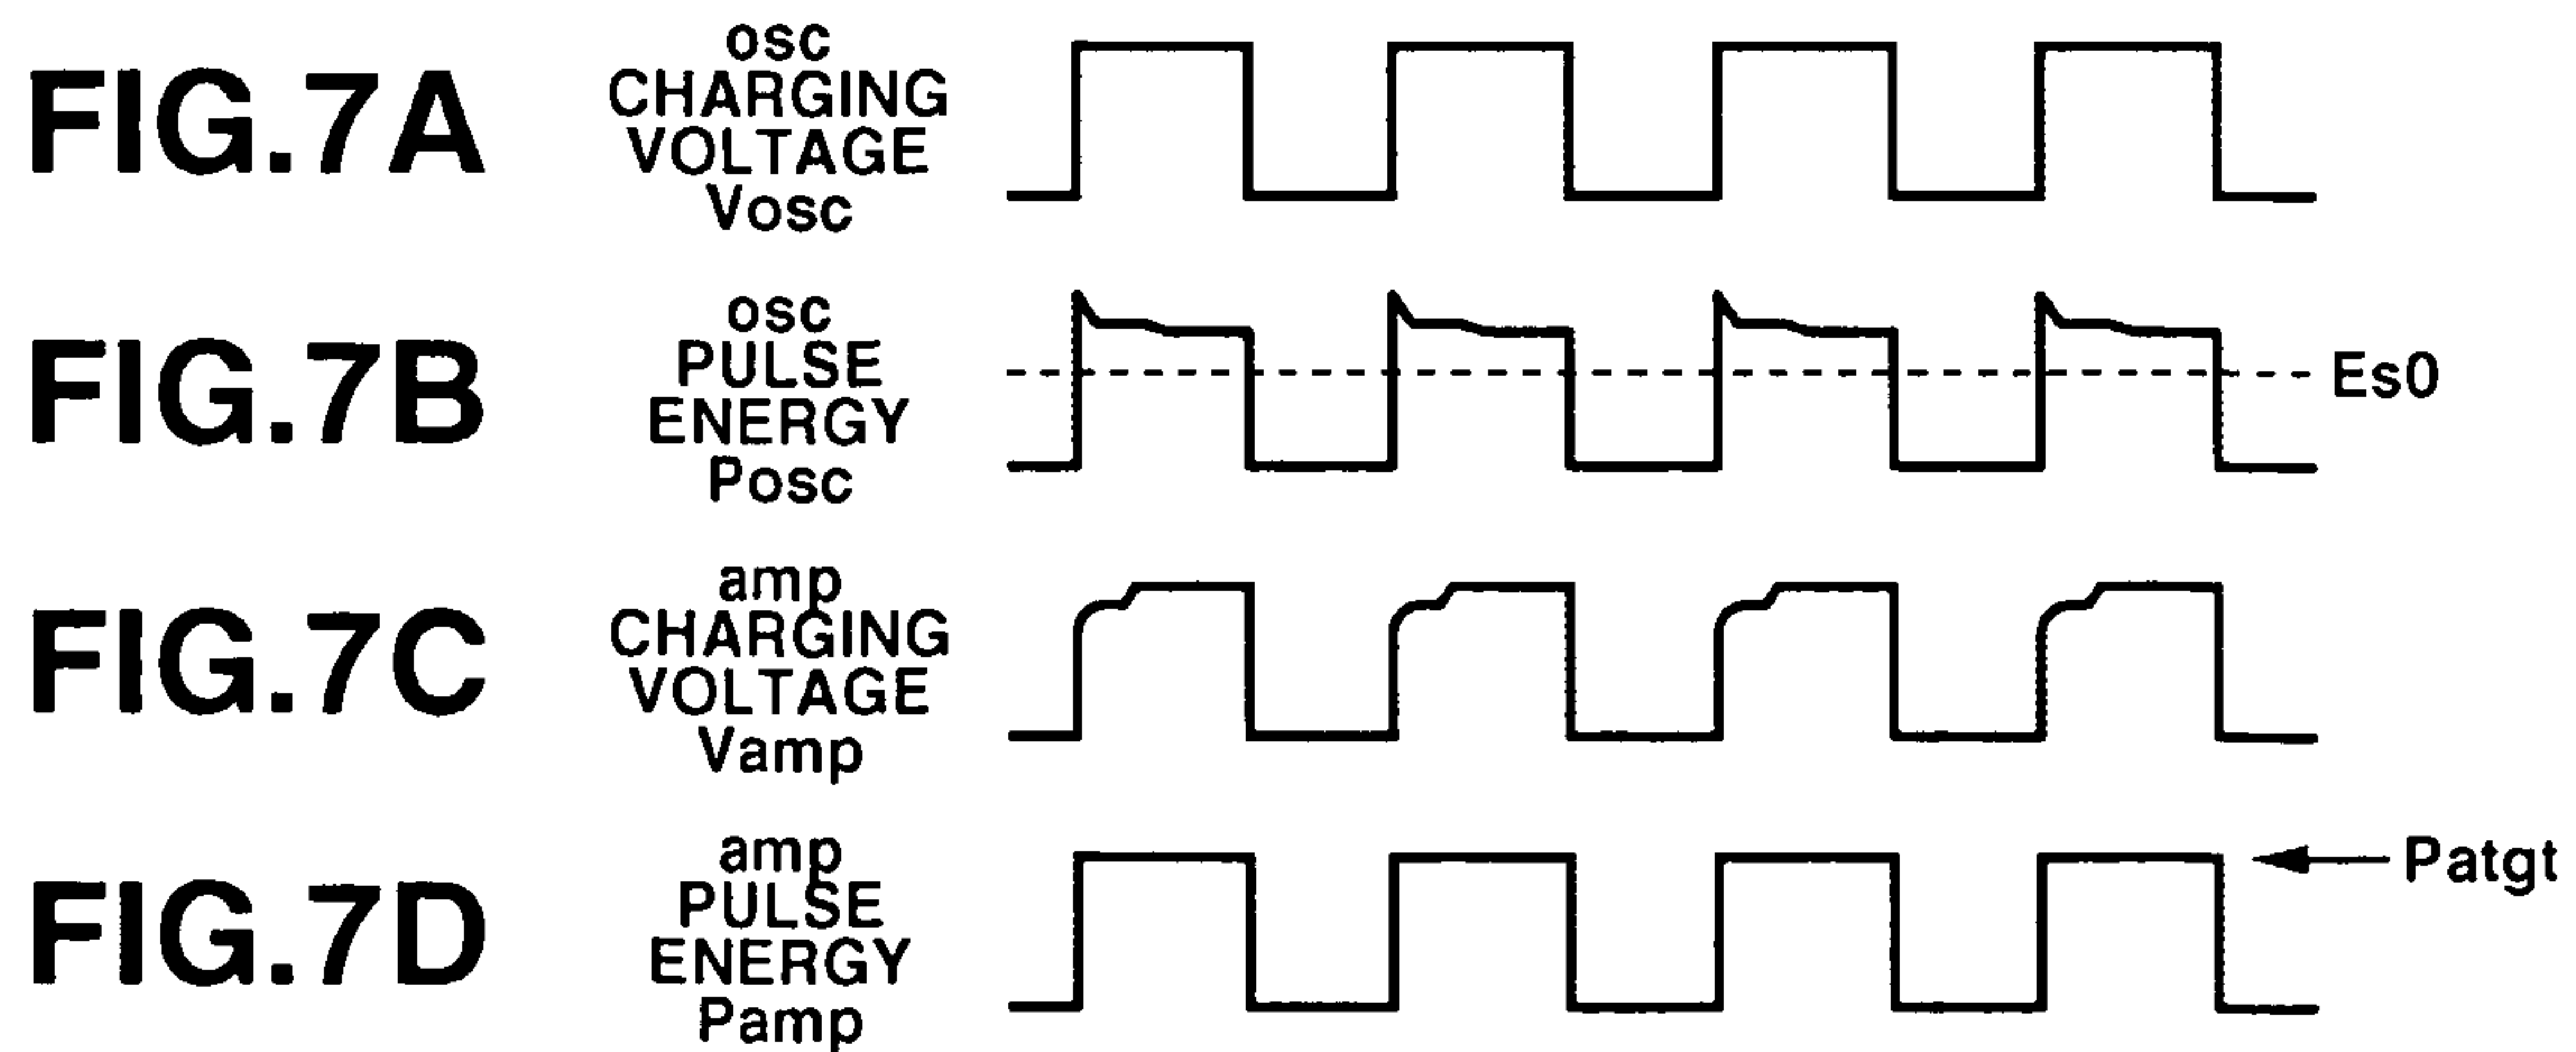 FIG.7A
osc
CHARGING
VOLTAGE
Vosc
FIG.7B
osc
PULSE
ENERGY
Posc
Es0
FIG.7C
amp
CHARGING
VOLTAGE
Vamp
FIG.7D
amp
PULSE
ENERGY
Pamp
Patgt